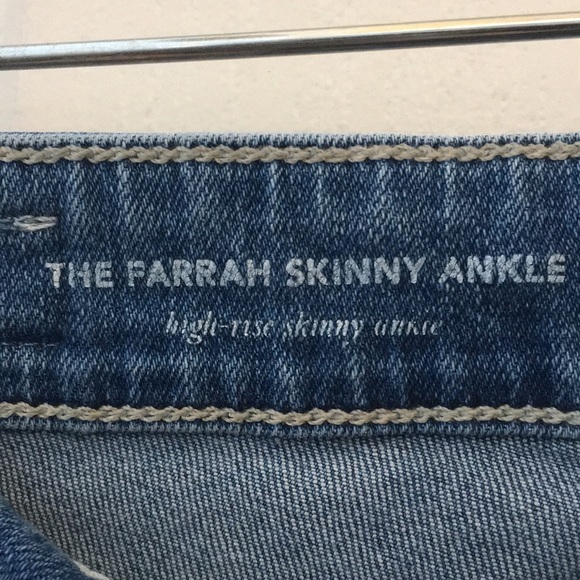 THE FARRAH SKINNY ANKLE
high-rise skinny ankle